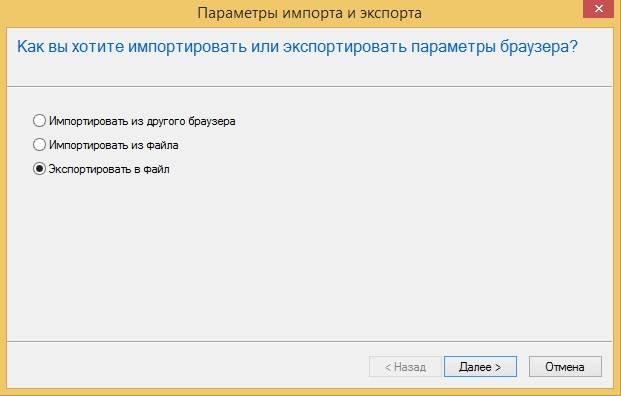 Параметры импорта и экспорта
Как вы хотите импортировать или экспортировать параметры браузера?
Импортировать из другого браузера
Импортировать из файла
Экспортировать в файл
< Назад
Далее >
Отмена